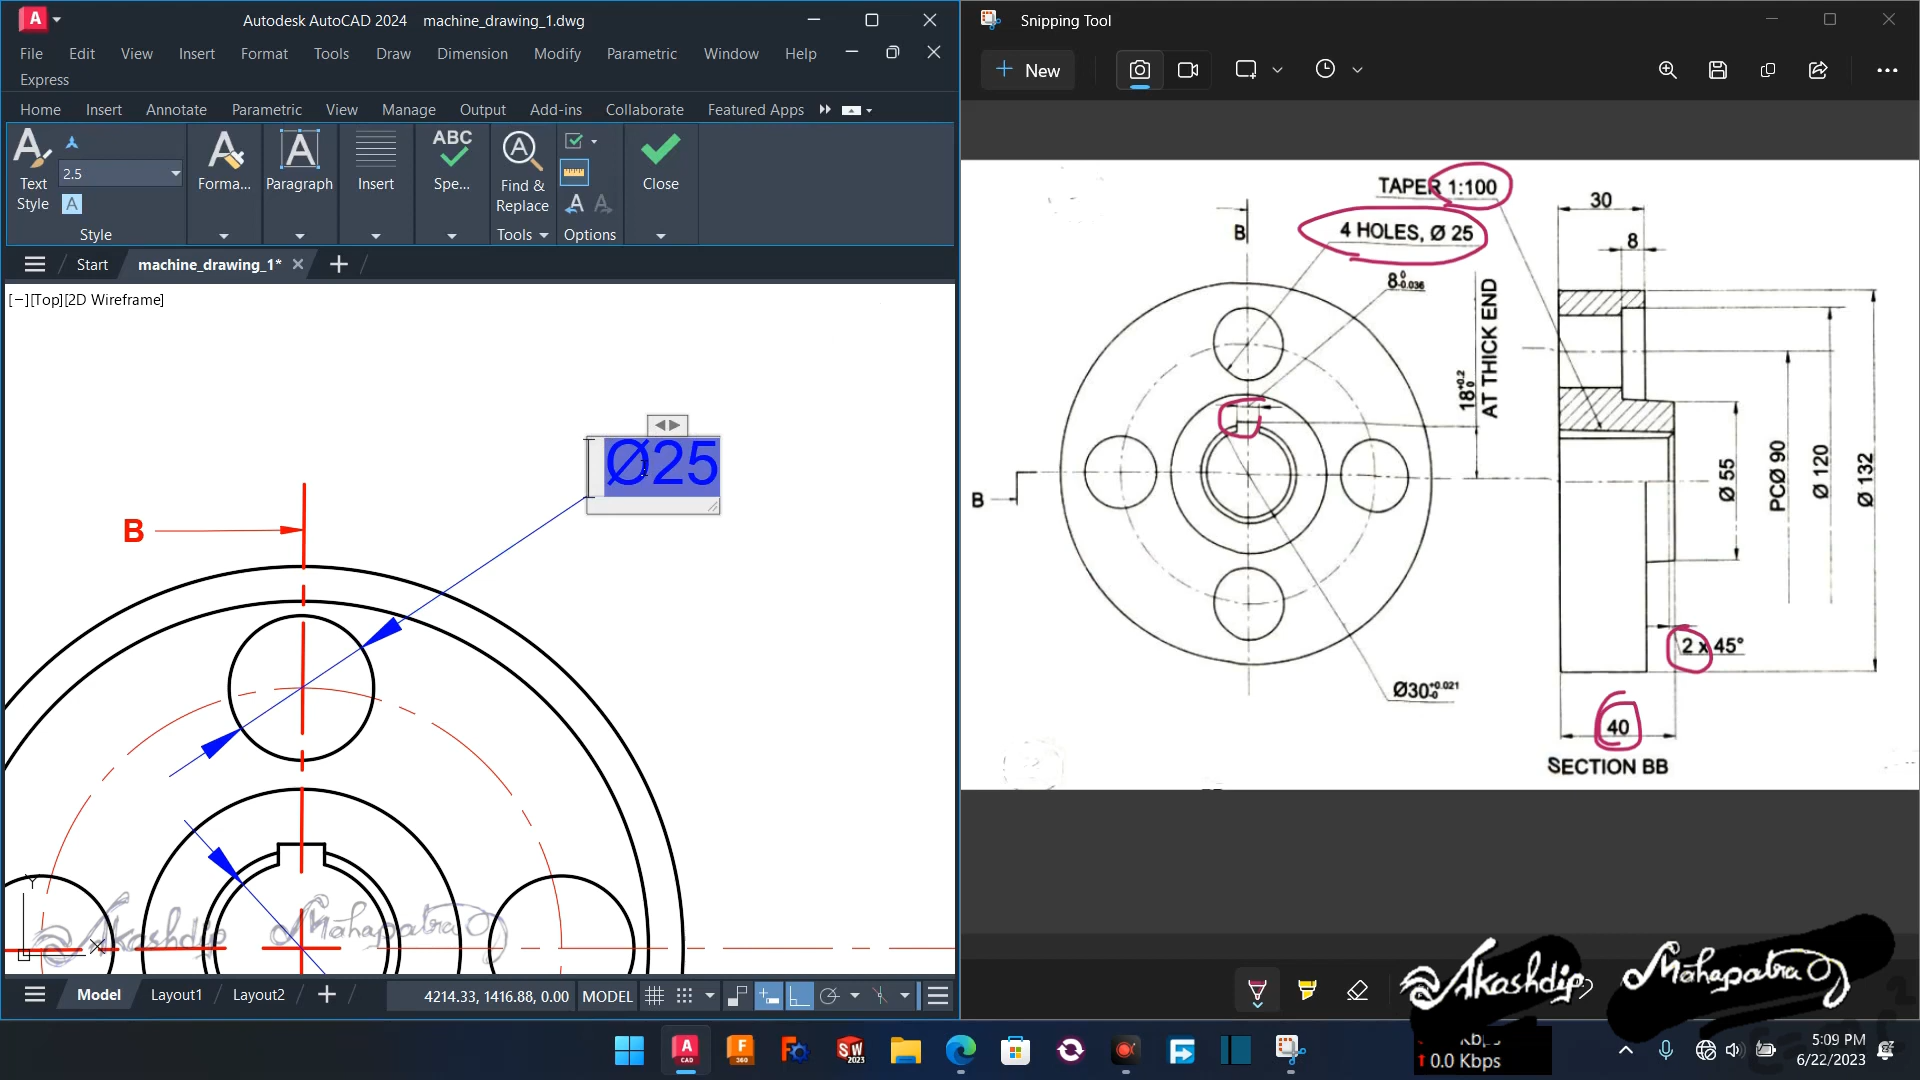 Autodesk AutoCAD 2024 machine_drawing_1.dwg
File Edit View Insert Format Tools Draw Dimension Modify Parametric Window Help
Express
Home Insert Annotate Parametric View Manage Output Add-ins Collaborate Featured Apps
2.5
ABC
Text Style
Forma...
Paragraph
Insert
Spe...
Find & Replace
Close
Style
Tools
Options
Start machine_drawing_1*
[−][Top][2D Wireframe]
Ø25
B
Y
X
Akashdip Mahapatra
Model Layout1 Layout2
4214.33, 1416.88, 0.00 MODEL
Snipping Tool
New
TAPER 1:100
4 HOLES, Ø 25
B
8 0 -0.036
18 +0.2 0
AT THICK END
30
8
Ø 55
PCØ 90
Ø 120
Ø 132
B
2 x 45°
Ø30 +0.021 -0
40
SECTION BB
Akashdip Mahapatra
0.0 Kbps
5:09 PM
6/22/2023